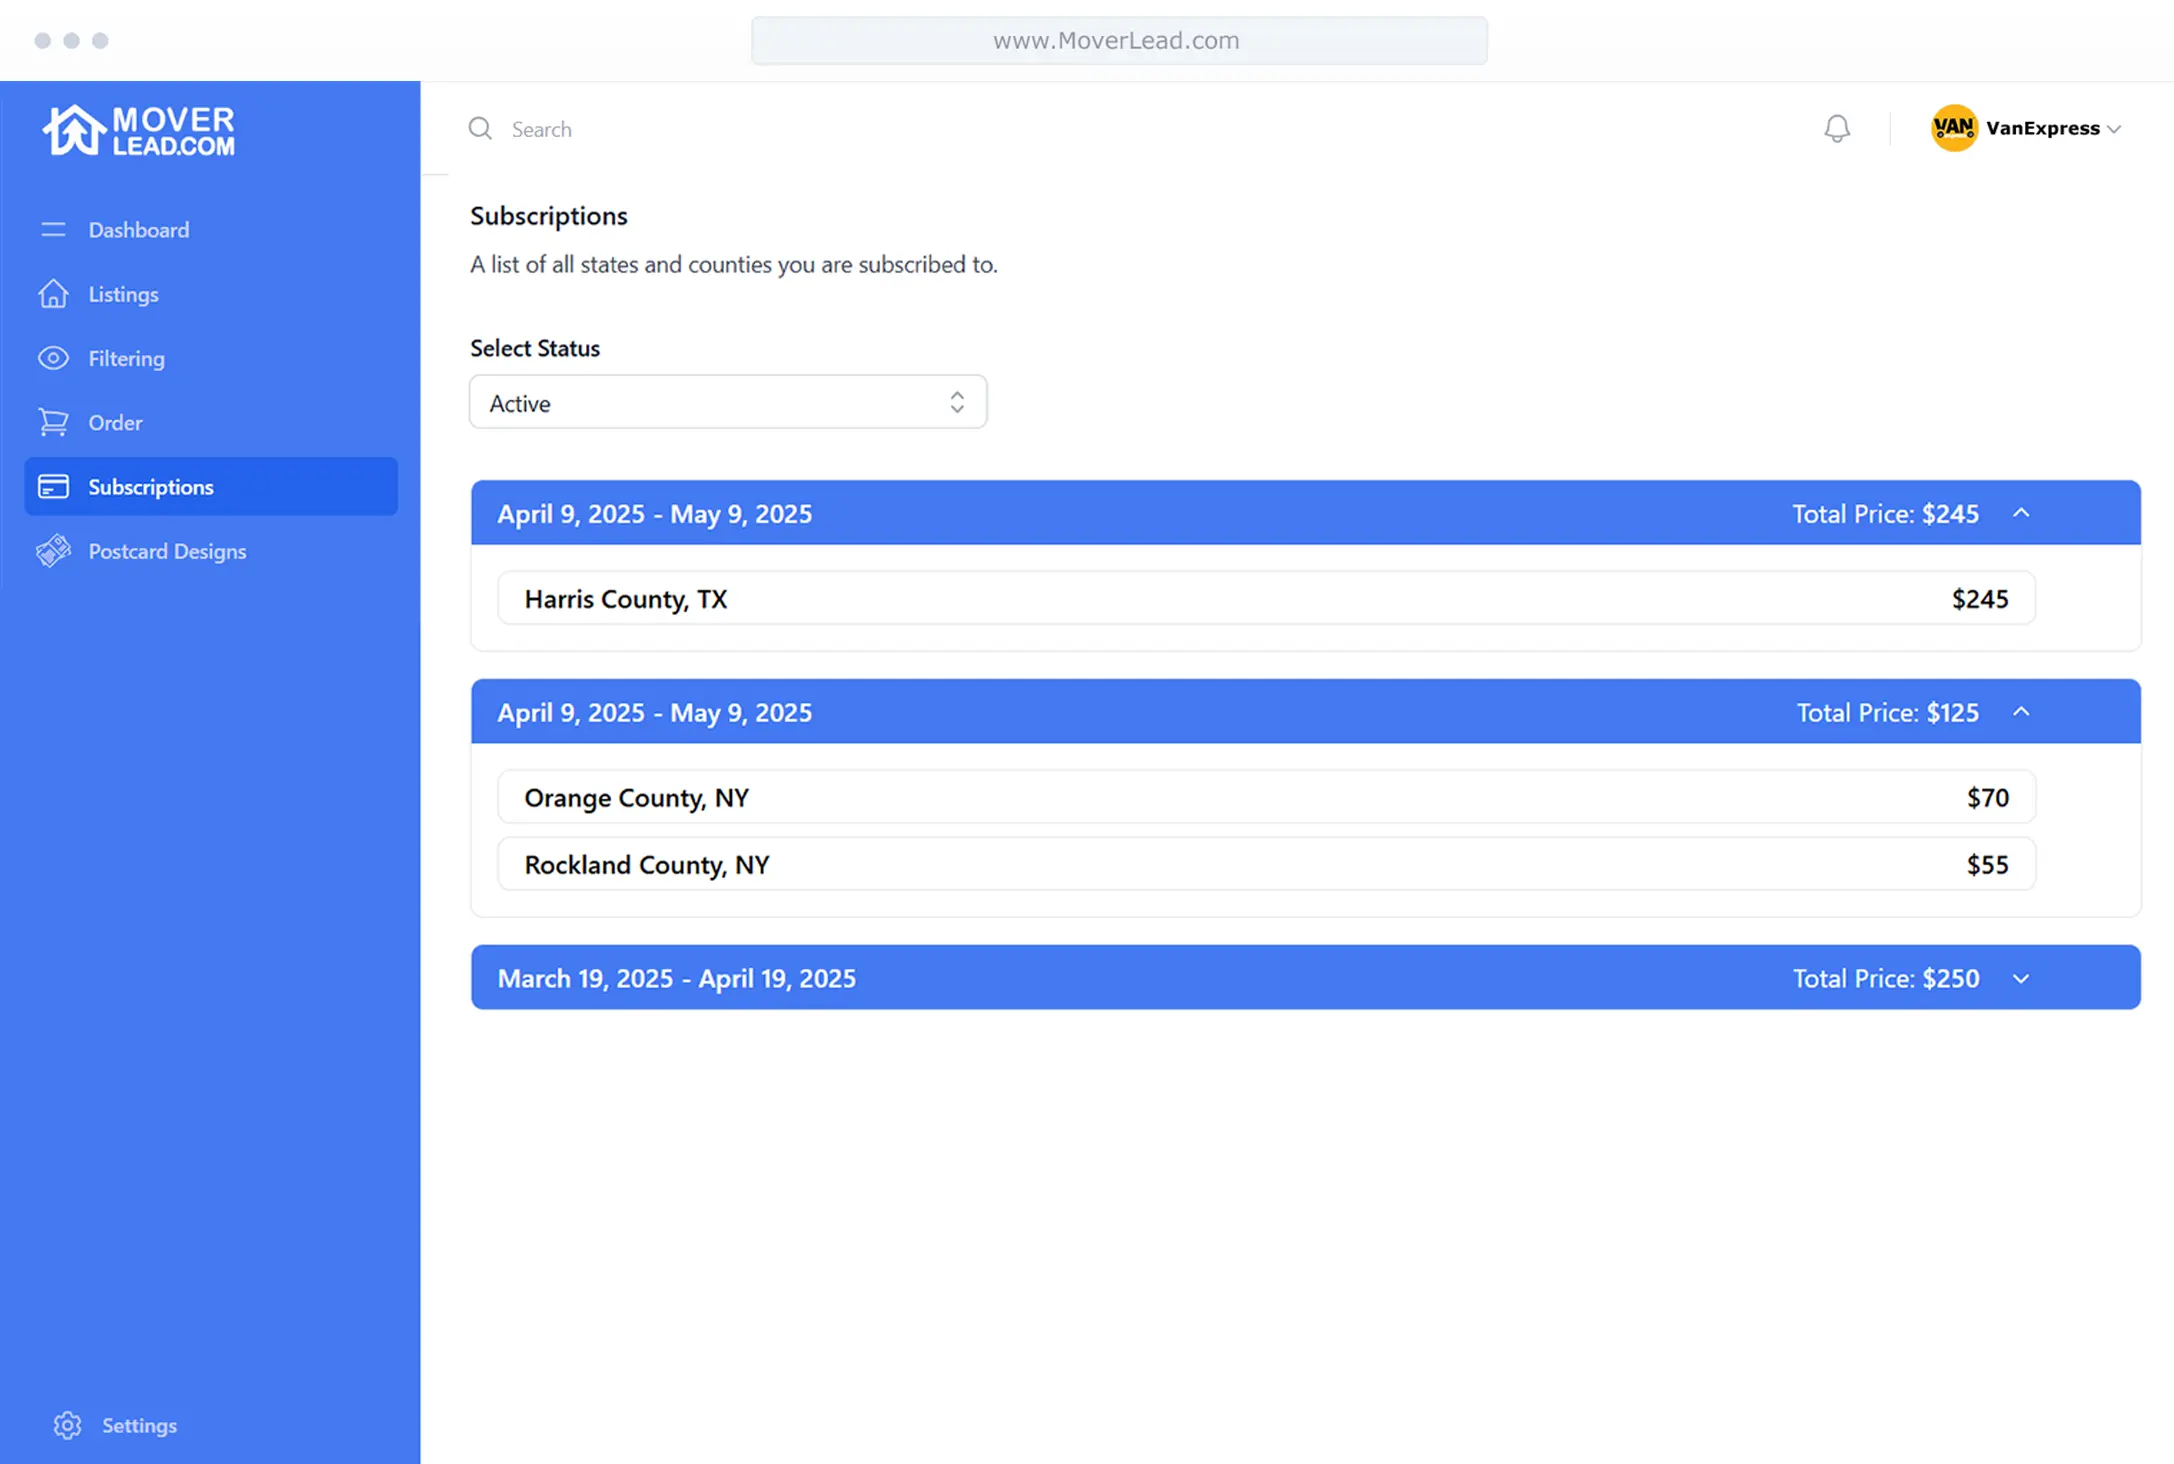 www.MoverLead.com
MOVER
LEAD.COM
Search
VAN
VanExpress
Dashboard
Listings
Filtering
Order
Subscriptions
Postcard Designs
Settings
Subscriptions
A list of all states and counties you are subscribed to.
Select Status
Active
April 9, 2025 - May 9, 2025 Total Price: $245
Harris County, TX $245
April 9, 2025 - May 9, 2025 Total Price: $125
Orange County, NY $70
Rockland County, NY $55
March 19, 2025 - April 19, 2025 Total Price: $250